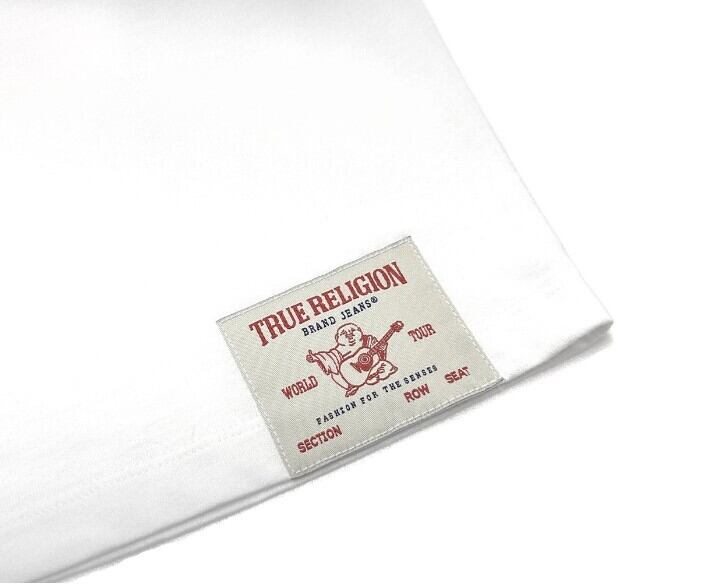 TRUE RELIGION
BRAND JEANS®
WORLD TOUR
FASHION FOR THE SENSES
SECTION ROW SEAT